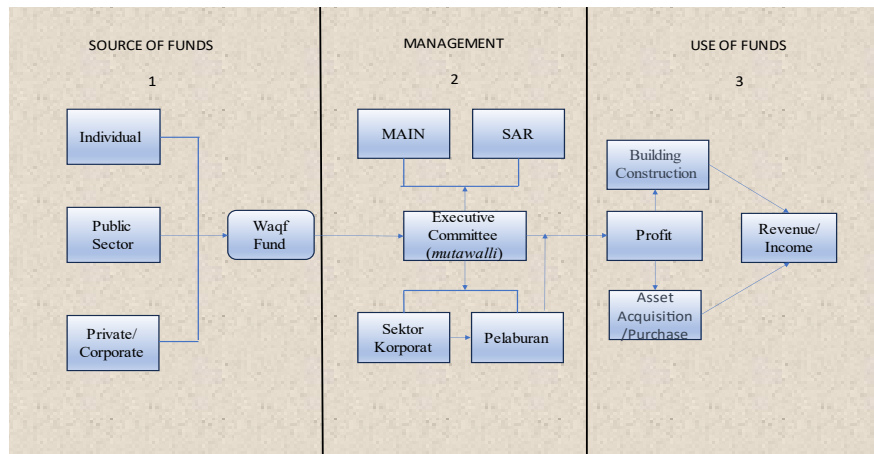 SOURCE OF FUNDS
1
Individual
Public
Sector
Private/
Corporate
Waqf
Fund
MANAGEMENT
2
MAIN
SAR
Executive
Committee
(mutawalli)
Sektor
Korporat
Pelaburan
USE OF FUNDS
3
Building
Construction
Profit
Asset
Acquisition
/Purchase
Revenue/
Income